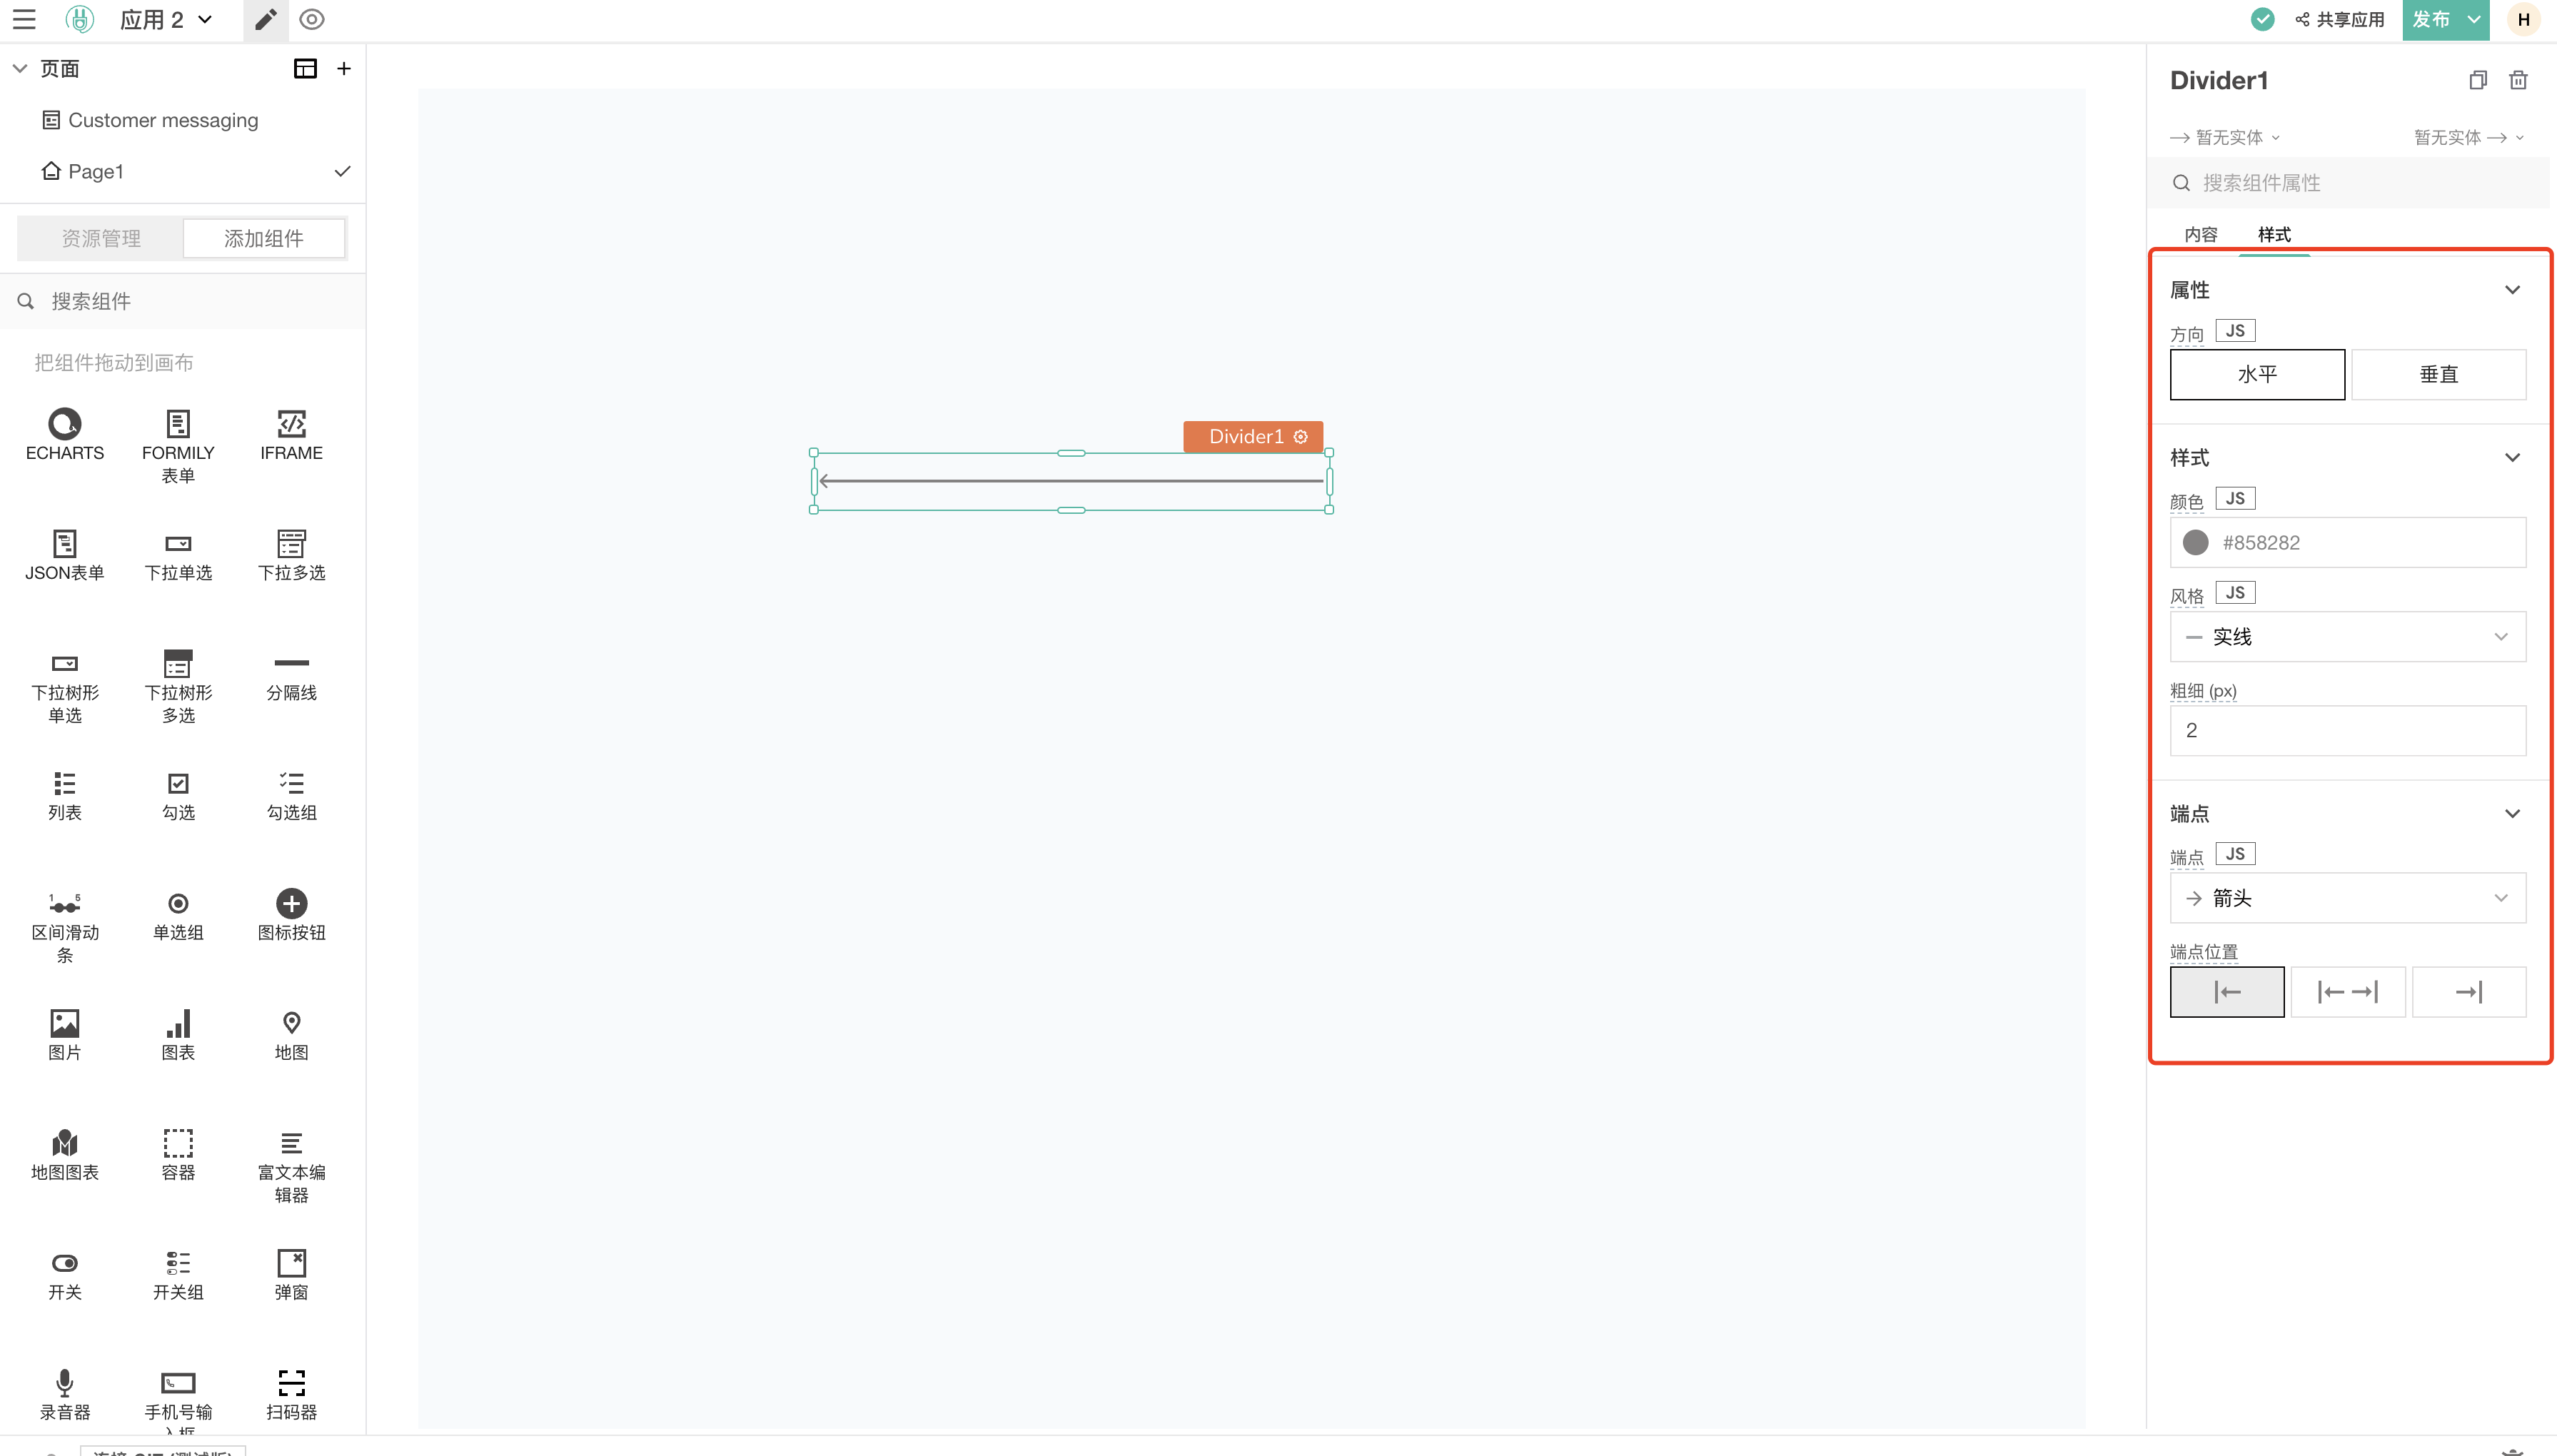 应用 2
共享应用
发布
H
页面
Customer messaging
Page1
资源管理
添加组件
搜索组件
把组件拖动到画布
ECHARTS
FORMILY
表单
IFRAME
JSON表单
下拉单选
下拉多选
下拉树形
单选
下拉树形
多选
分隔线
列表
勾选
勾选组
1 5
区间滑动
条
单选组
图标按钮
图片
图表
地图
地图图表
容器
富文本编
辑器
开关
开关组
弹窗
录音器
手机号输
入框
扫码器
连接 GIT (测试版)
Divider1
Divider1
暂无实体
暂无实体
搜索组件属性
内容
样式
属性
方向 JS
水平
垂直
样式
颜色 JS
#858282
风格 JS
实线
粗细 (px)
2
端点
端点 JS
箭头
端点位置